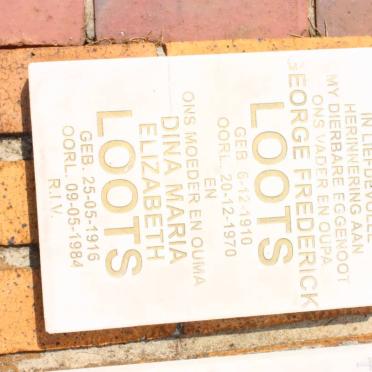 IN LIEFDEVOLLE
HERINNERING AAN
MY DIERBARE EGGENOOT
ONS VADER EN OUPA
GEORGE FREDERICK
LOOTS
GEB. 6-12-1910
OORL. 20-12-1970
EN
ONS MOEDER EN OUMA
DINA MARIA
ELIZABETH
LOOTS
GEB. 25-05-1916
OORL. 09-05-1984
R.I.V.